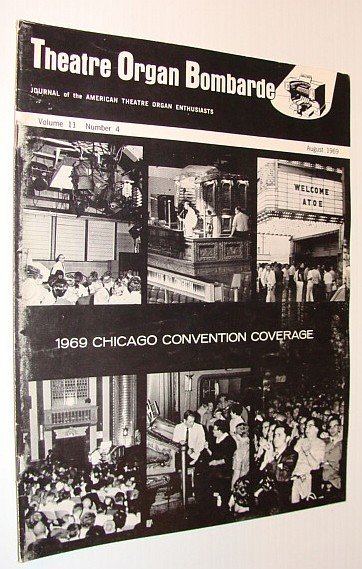 Theatre Organ Bombarde
JOURNAL of the AMERICAN THEATRE ORGAN ENTHUSIASTS
Volume 11 Number 4 August 1969
WELCOME
ATOE
1969 CHICAGO CONVENTION COVERAGE